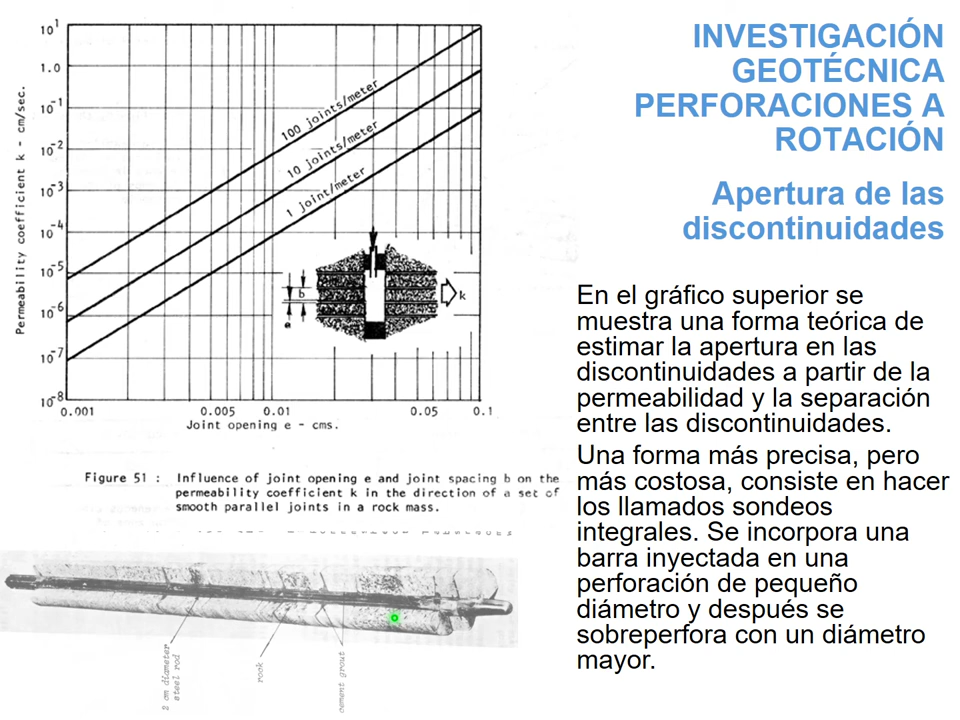 INVESTIGACIÓN
GEOTÉCNICA
PERFORACIONES A
ROTACIÓN
Apertura de las
discontinuidades
10¹
1.0
10⁻¹
10⁻²
10⁻³
10⁻⁴
10⁻⁵
10⁻⁶
10⁻⁷
10⁻⁸
Permeability coefficient k - cm/sec.
100 joints/meter
10 joints/meter
1 joint/meter
b
e
k
0.001
0.005
0.01
0.05
0.1
Joint opening e - cms.
Figure 51 : Influence of joint opening e and joint spacing b on the
permeability coefficient k in the direction of a set of
smooth parallel joints in a rock mass.
2 cm diameter
steel rod
rock
cement grout
En el gráfico superior se
muestra una forma teórica de
estimar la apertura en las
discontinuidades a partir de la
permeabilidad y la separación
entre las discontinuidades.
Una forma más precisa, pero
más costosa, consiste en hacer
los llamados sondeos
integrales. Se incorpora una
barra inyectada en una
perforación de pequeño
diámetro y después se
sobreperfora con un diámetro
mayor.